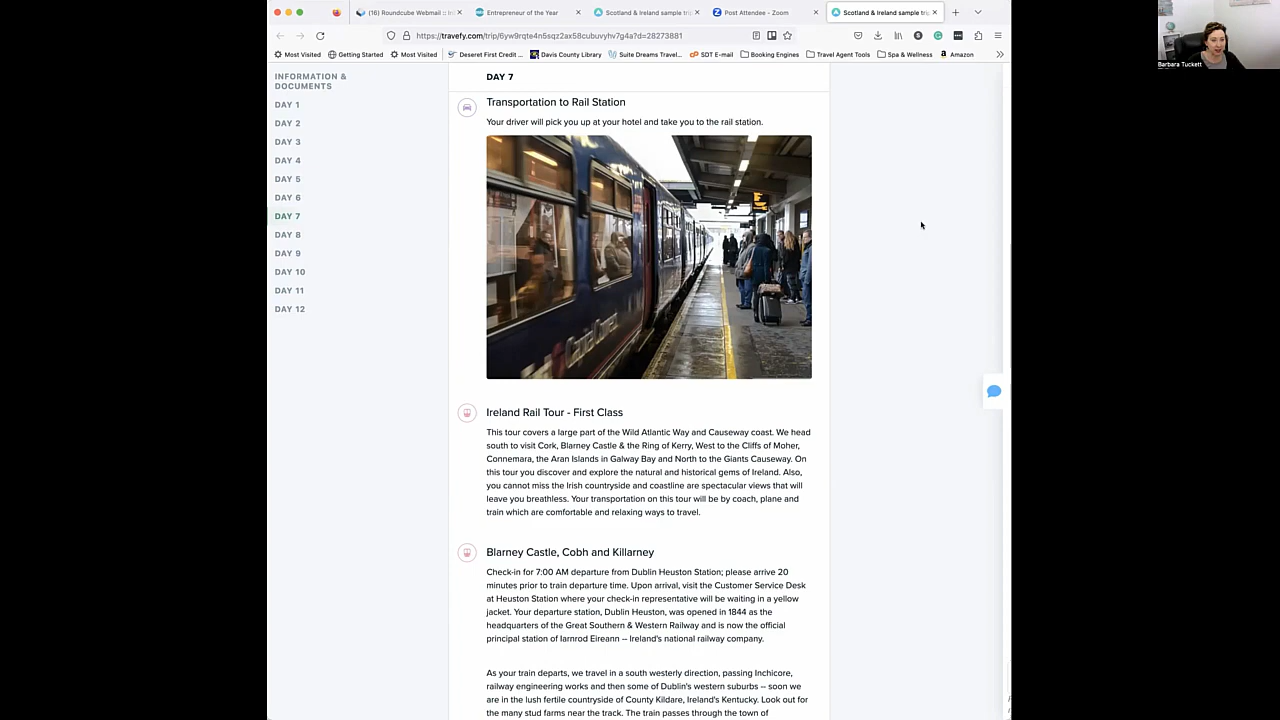 (16) Roundcube Webmail ::
Entrepreneur of the Year
Scotland & Ireland sample tri
Post Attendee - Zoom
Scotland & Ireland sample trip
https://travefy.com/trip/6yw9rqte4n5sqz2ax58cubuvyhv7g4a?d=28273881
Most Visited
Getting Started
Most Visited
Desert First Credit ...
Davis County Library
Suite Dreams Travel...
SDT E-mail
Booking Engines
Travel Agent Tools
Spa & Wellness
Amazon
Barbara Tuckett
INFORMATION &
DOCUMENTS
DAY 1
DAY 2
DAY 3
DAY 4
DAY 5
DAY 6
DAY 7
DAY 8
DAY 9
DAY 10
DAY 11
DAY 12
DAY 7
Transportation to Rail Station
Your driver will pick you up at your hotel and take you to the rail station.
Ireland Rail Tour - First Class
This tour covers a large part of the Wild Atlantic Way and Causeway coast. We head
south to visit Cork, Blarney Castle & the Ring of Kerry, West to the Cliffs of Moher,
Connemara, the Aran Islands in Galway Bay and North to the Giants Causeway. On
this tour you discover and explore the natural and historical gems of Ireland. Also,
you cannot miss the Irish countryside and coastline are spectacular views that will
leave you breathless. Your transportation on this tour will be by coach, plane and
train which are comfortable and relaxing ways to travel.
Blarney Castle, Cobh and Killarney
Check-in for 7:00 AM departure from Dublin Heuston Station; please arrive 20
minutes prior to train departure time. Upon arrival, visit the Customer Service Desk
at Heuston Station where your check-in representative will be waiting in a yellow
jacket. Your departure station, Dublin Heuston, was opened in 1844 as the
headquarters of the Great Southern & Western Railway and is now the official
principal station of Iarnrod Eireann -- Ireland's national railway company.
As your train departs, we travel in a south westerly direction, passing Inchicore,
railway engineering works and then some of Dublin's western suburbs -- soon we
are in the lush fertile countryside of County Kildare, Ireland's Kentucky. Look out for
the many stud farms near the track. The train passes through the town of